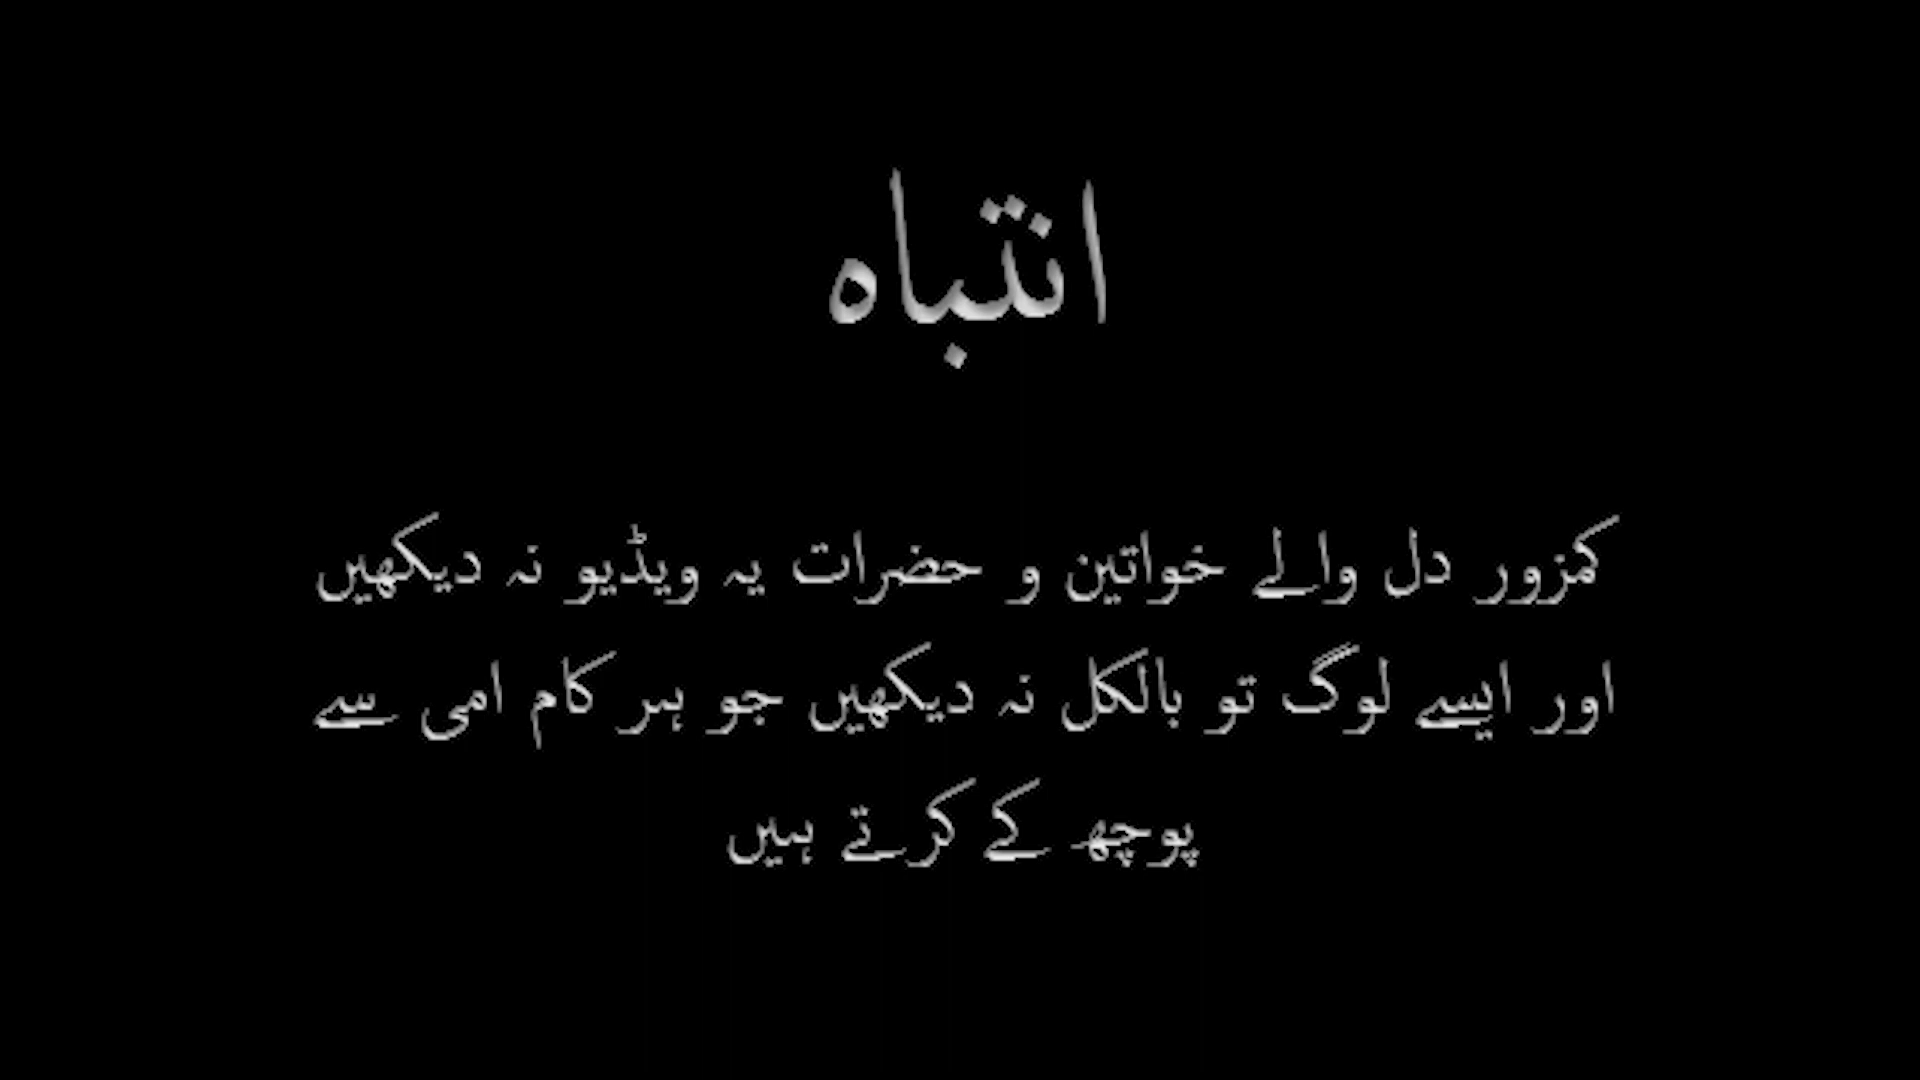 انتباہ
کمزور دل والے خواتین و حضرات یہ ویڈیو نہ دیکھیں
اور ایسے لوگ تو بالکل نہ دیکھیں جو ہر کام امی سے
پوچھ کے کرتے ہیں